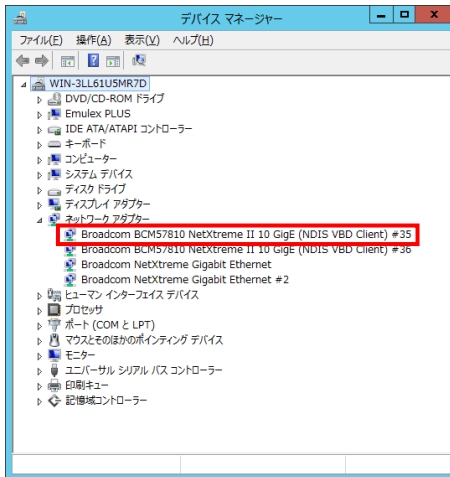 デバイス マネージャー
ファイル(F) 操作(A) 表示(V) ヘルプ(H)
WIN-3LL61U5MR7D
DVD/CD-ROM ドライブ
Emulex PLUS
IDE ATA/ATAPI コントローラー
キーボード
コンピューター
システム デバイス
ディスク ドライブ
ディスプレイ アダプター
ネットワーク アダプター
Broadcom BCM57810 NetXtreme II 10 GigE (NDIS VBD Client) #35
Broadcom BCM57810 NetXtreme II 10 GigE (NDIS VBD Client) #36
Broadcom NetXtreme Gigabit Ethernet
Broadcom NetXtreme Gigabit Ethernet #2
ヒューマン インターフェイス デバイス
プロセッサ
ポート (COM と LPT)
マウスとそのほかのポインティング デバイス
モニター
ユニバーサル シリアル バス コントローラー
印刷キュー
記憶域コントローラー